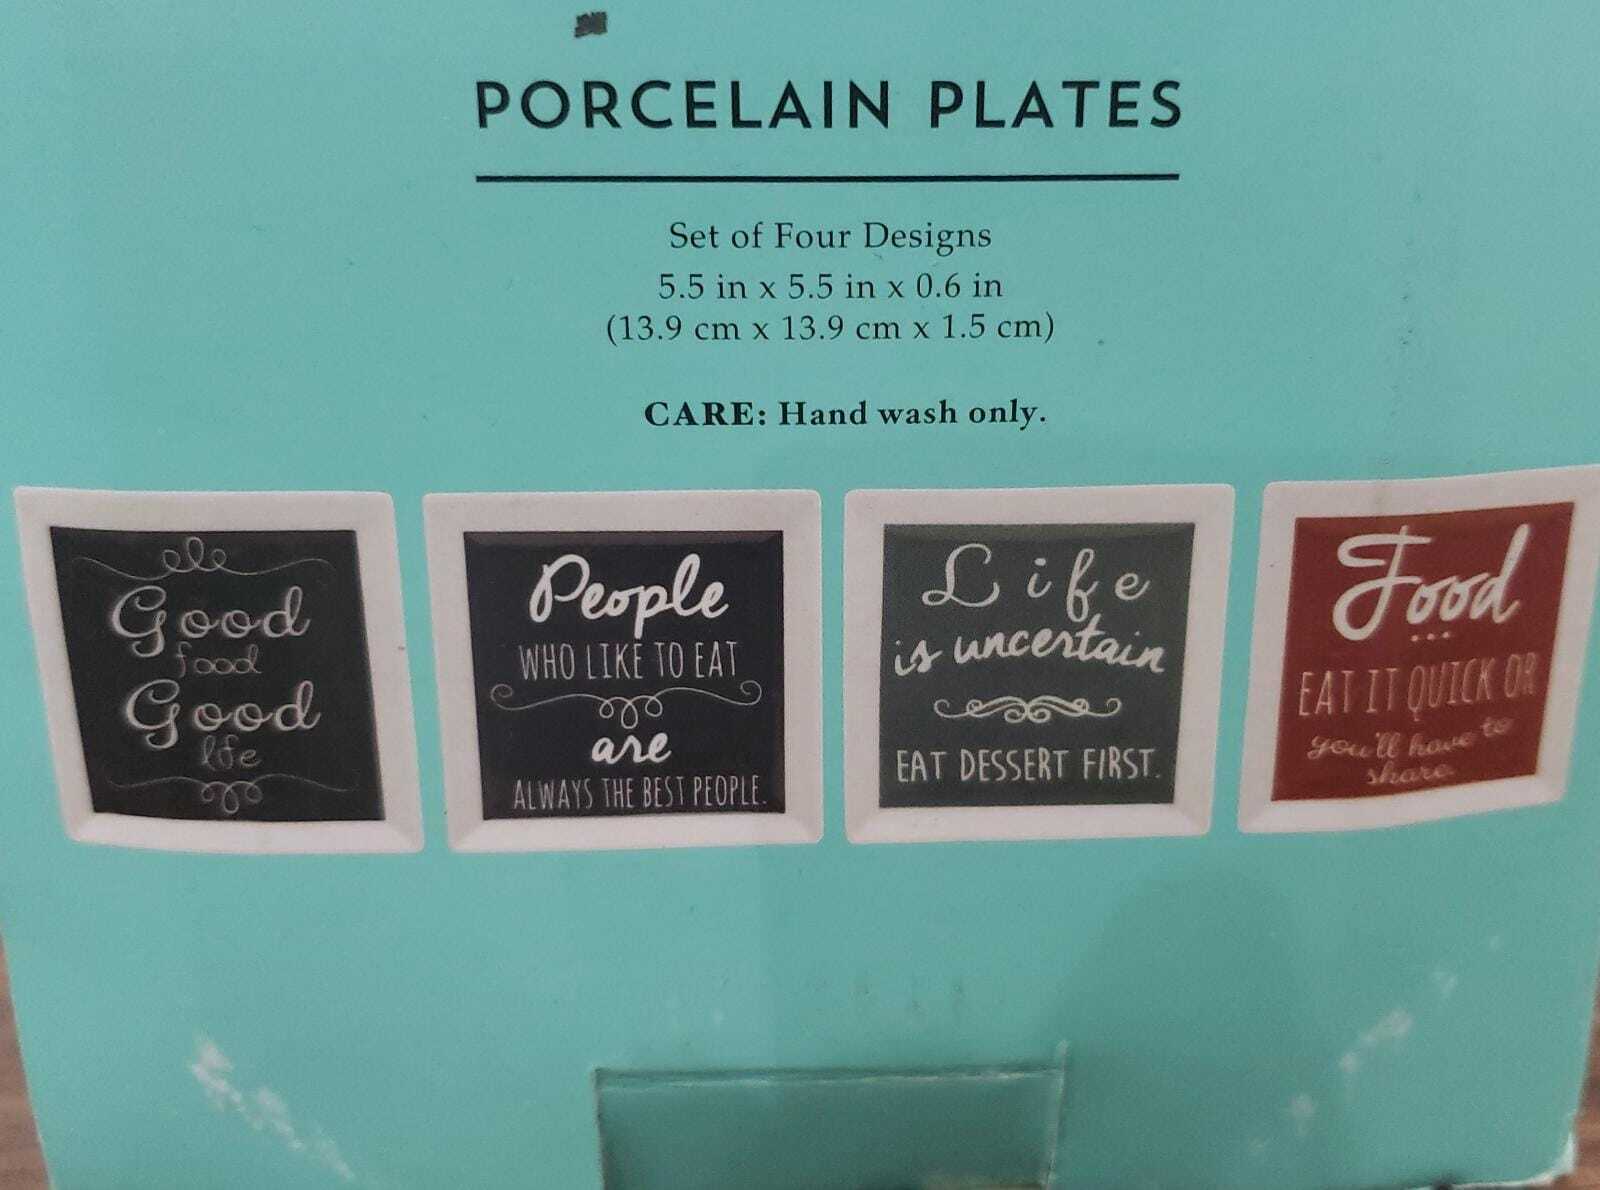 PORCELAIN PLATES
Set of Four Designs
5.5 in x 5.5 in x 0.6 in
(13.9 cm x 13.9 cm x 1.5 cm)
CARE: Hand wash only.
Good
food
Good
life
People
WHO LIKE TO EAT
are
ALWAYS THE BEST PEOPLE.
Life
is uncertain
EAT DESSERT FIRST.
Food
...
EAT IT QUICK OR
you'll have to
share.